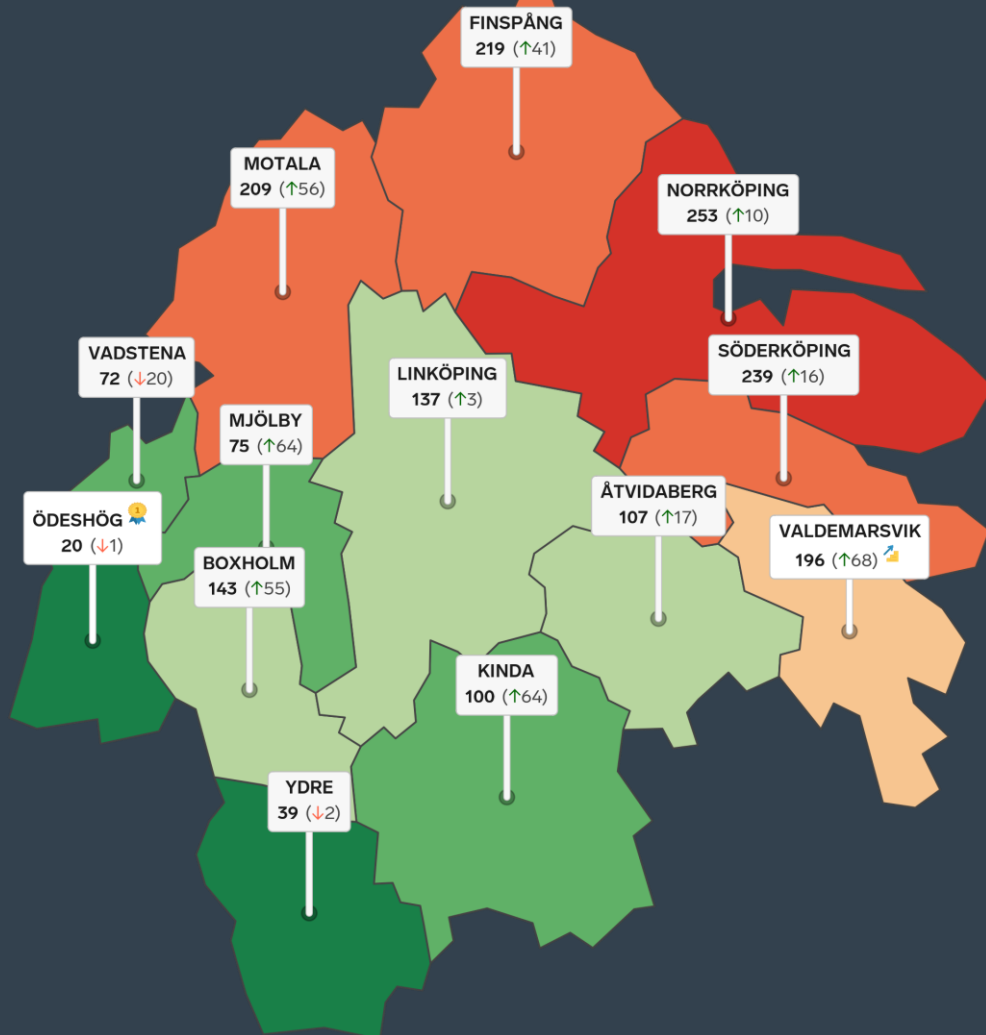 FINSPÅNG
219 (↑41)
MOTALA
209 (↑56)
NORRKÖPING
253 (↑10)
VADSTENA
72 (↓20)
SÖDERKÖPING
239 (↑16)
LINKÖPING
137 (↑3)
MJÖLBY
75 (↑64)
ÅTVIDABERG
107 (↑17)
ÖDESHÖG 1
20 (↓1)
VALDEMARSVIK
196 (↑68)
BOXHOLM
143 (↑55)
KINDA
100 (↑64)
YDRE
39 (↓2)